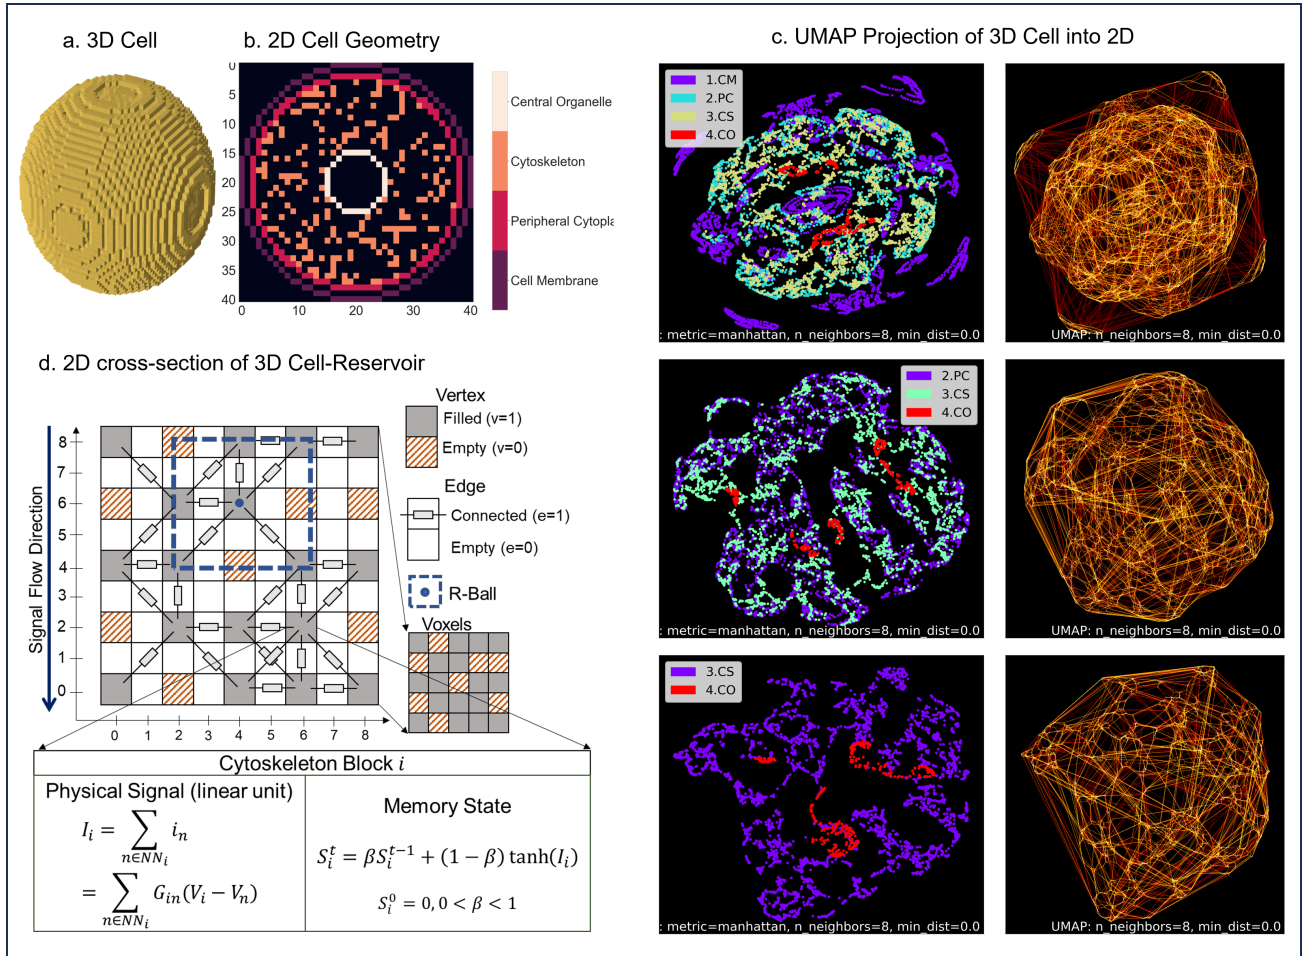 a. 3D Cell
b. 2D Cell Geometry
0
5
10
15
20
25
30
35
40
0
10
20
30
40
Central Organelle
Cytoskeleton
Peripheral Cytopla
Cell Membrane
c. UMAP Projection of 3D Cell into 2D
1.CM
2.PC
3.CS
4.CO
: metric=manhattan, n_neighbors=8, min_dist=0.0
UMAP: n_neighbors=8, min_dist=0.0
2.PC
3.CS
4.CO
: metric=manhattan, n_neighbors=8, min_dist=0.0
UMAP: n_neighbors=8, min_dist=0.0
3.CS
4.CO
: metric=manhattan, n_neighbors=8, min_dist=0.0
UMAP: n_neighbors=8, min_dist=0.0
d. 2D cross-section of 3D Cell-Reservoir
Signal Flow Direction
8
7
6
5
4
3
2
1
0
0 1 2 3 4 5 6 7 8
Vertex
Filled (v=1)
Empty (v=0)
Edge
Connected (e=1)
Empty (e=0)
R-Ball
Voxels
Cytoskeleton Block i
Physical Signal (linear unit)
I_i = ∑_{n∈NN_i} i_n
= ∑_{n∈NN_i} G_{in}(V_i − V_n)
Memory State
S_i^t = βS_i^{t−1} + (1 − β) tanh(I_i)
S_i^0 = 0, 0 < β < 1